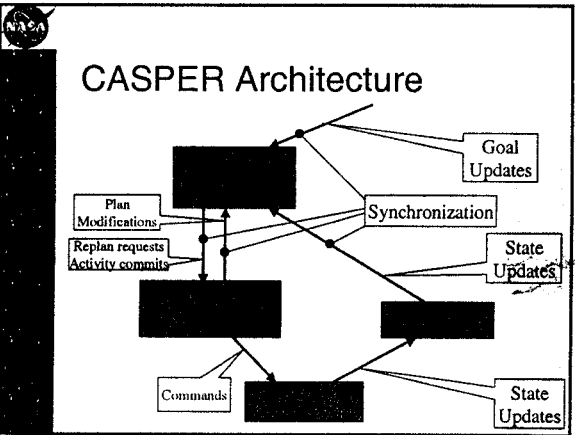 NASA
CASPER Architecture
Goal
Updates
Plan
Modifications
Synchronization
Replan requests
Activity commits
State
Updates
Commands
State
Updates